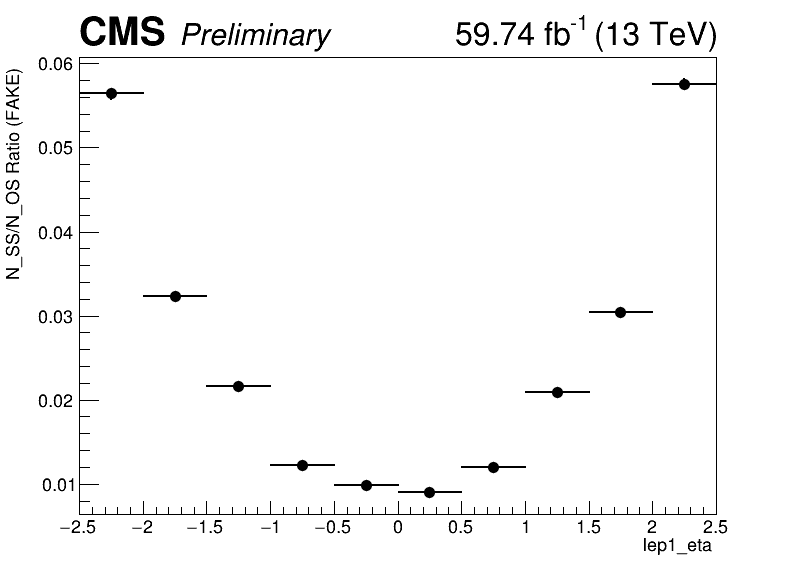 CMS Preliminary 59.74 fb⁻¹ (13 TeV)
N_SS/N_OS Ratio (FAKE)
0.06
0.05
0.04
0.03
0.02
0.01
−2.5 −2 −1.5 −1 −0.5 0 0.5 1 1.5 2 2.5
lep1_eta